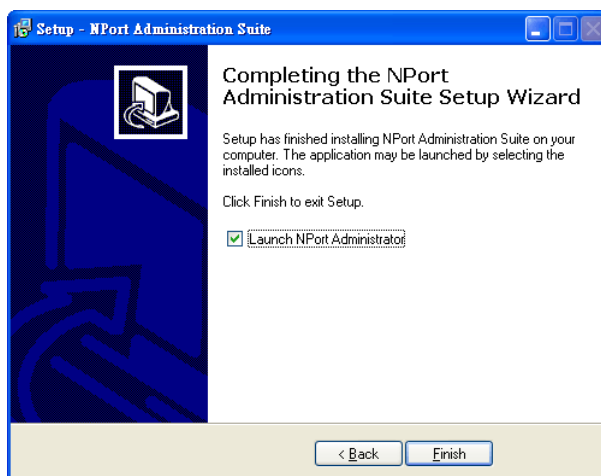 Setup - NPort Administration Suite
Completing the NPort
Administration Suite Setup Wizard
Setup has finished installing NPort Administration Suite on your
computer. The application may be launched by selecting the
installed icons.
Click Finish to exit Setup.
Launch NPort Administrator
< Back
Finish